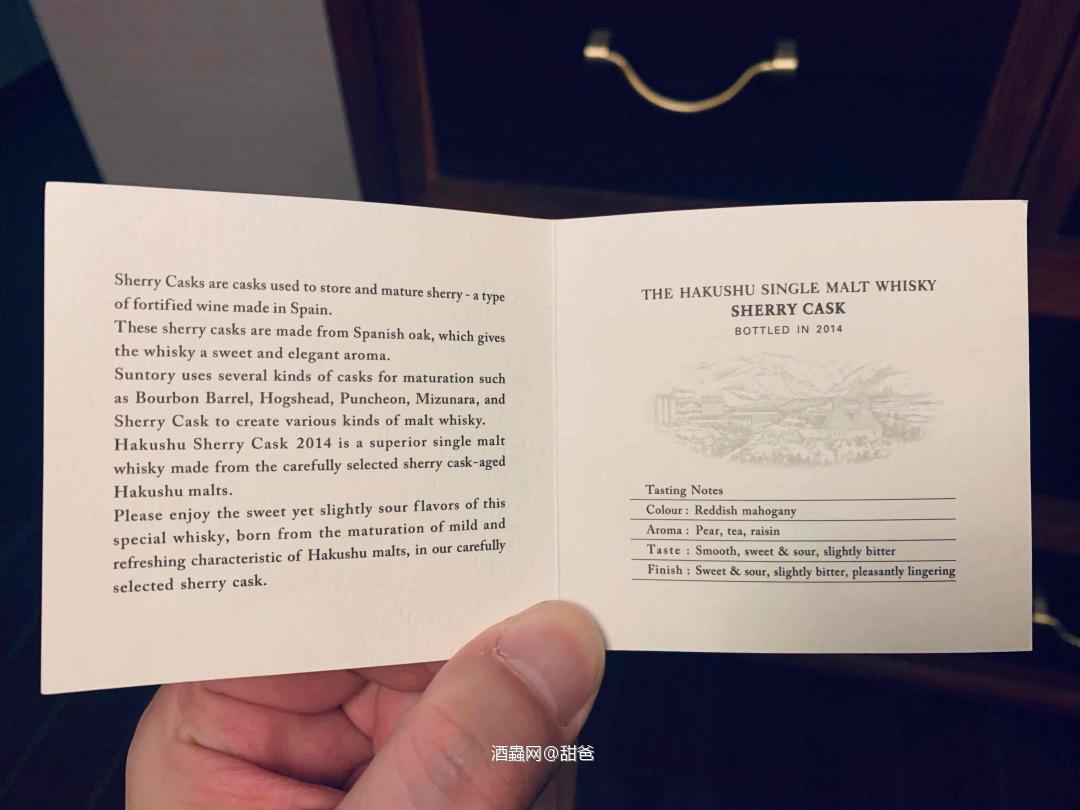 Sherry Casks are casks used to store and mature sherry - a type
of fortified wine made in Spain.
These sherry casks are made from Spanish oak, which gives
the whisky a sweet and elegant aroma.
Suntory uses several kinds of casks for maturation such
as Bourbon Barrel, Hogshead, Puncheon, Mizunara, and
Sherry Cask to create various kinds of malt whisky.
Hakushu Sherry Cask 2014 is a superior single malt
whisky made from the carefully selected sherry cask-aged
Hakushu malts.
Please enjoy the sweet yet slightly sour flavors of this
special whisky, born from the maturation of mild and
refreshing characteristic of Hakushu malts, in our carefully
selected sherry cask.
THE HAKUSHU SINGLE MALT WHISKY
SHERRY CASK
BOTTLED IN 2014
Tasting Notes
Colour : Reddish mahogany
Aroma : Pear, tea, raisin
Taste : Smooth, sweet & sour, slightly bitter
Finish : Sweet & sour, slightly bitter, pleasantly lingering
酒蟲网@甜爸